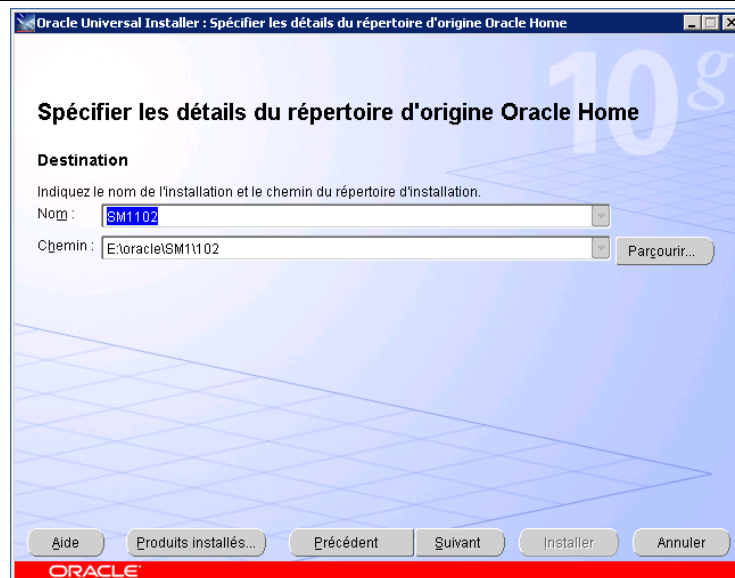 Oracle Universal Installer : Spécifier les détails du répertoire d'origine Oracle Home
10g
Spécifier les détails du répertoire d'origine Oracle Home
Destination
Indiquez le nom de l'installation et le chemin du répertoire d'installation.
Nom : SM1102
Chemin : E:\oracle\SM1\102 Parcourir...
Aide Produits installés... Précédent Suivant Installer Annuler
ORACLE